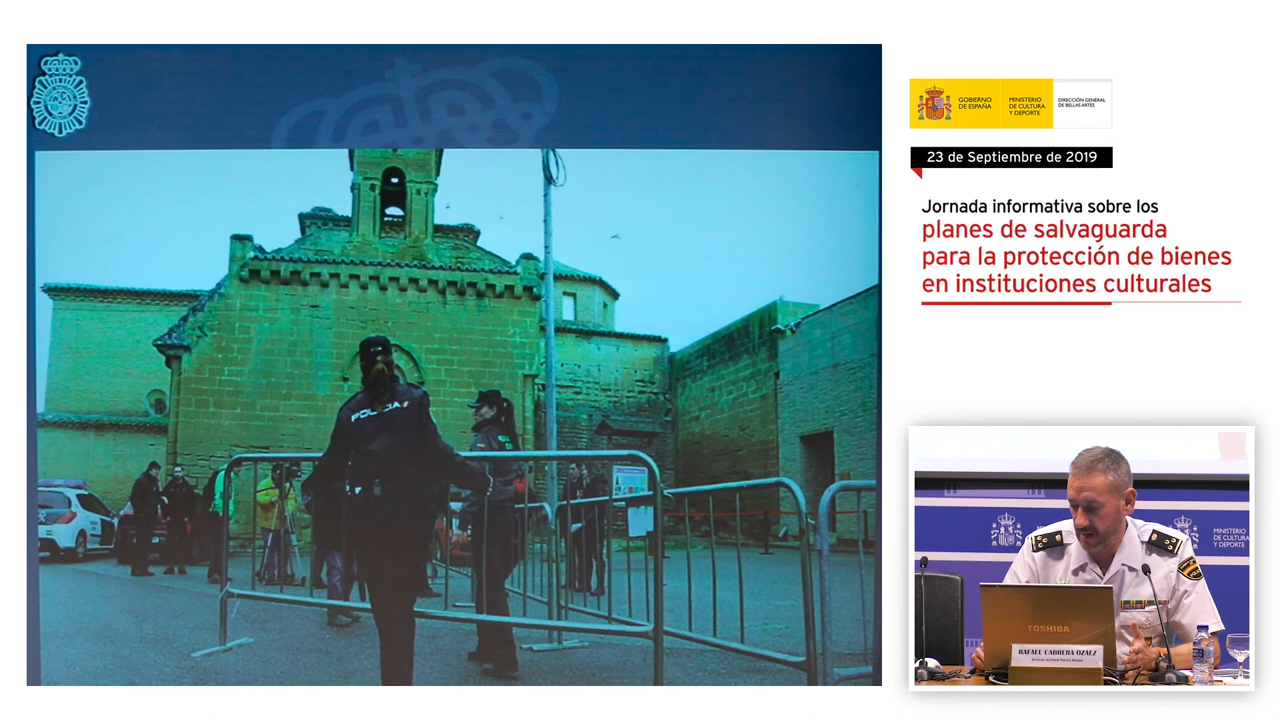 GOBIERNO
DE ESPAÑA
MINISTERIO
DE CULTURA
Y DEPORTE
DIRECCIÓN GENERAL
DE BELLAS ARTES
23 de Septiembre de 2019
Jornada informativa sobre los
planes de salvaguarda
para la protección de bienes
en instituciones culturales
POLICIA
MINISTERIO
DE CULTURA
Y DEPORTE
TOSHIBA
RAFAEL CABRERA OZÁEZ